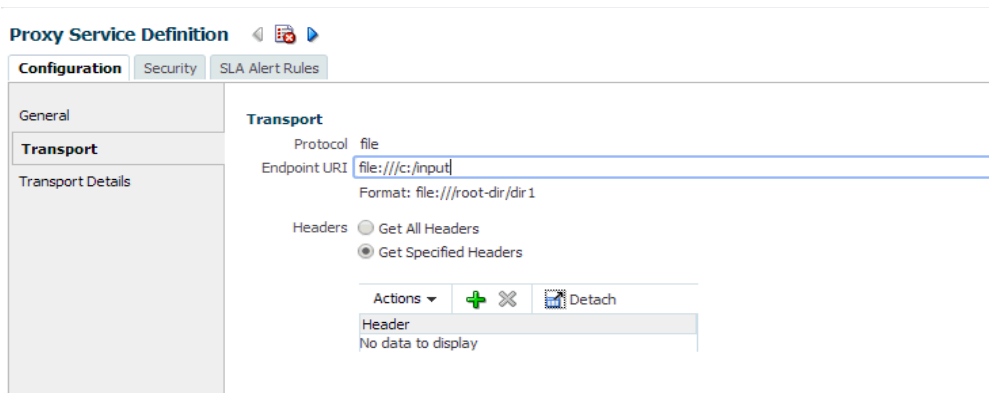 Proxy Service Definition
Configuration Security SLA Alert Rules
General
Transport
Transport Details
Transport
Protocol file
Endpoint URI file:///c:/input
Format: file:///root-dir/dir1
Headers Get All Headers
Get Specified Headers
Actions Detach
Header
No data to display